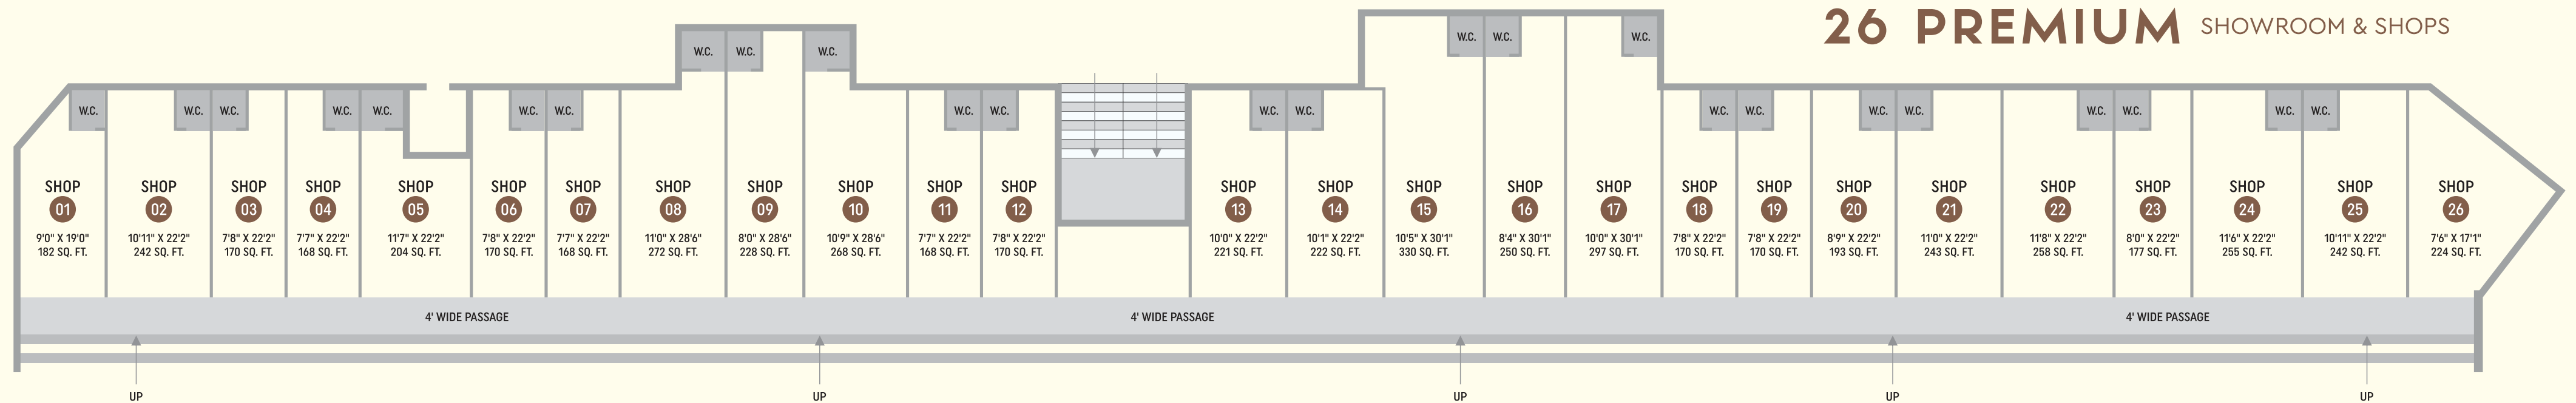 26 PREMIUM SHOWROOM & SHOPS
W.C. W.C. W.C. W.C. W.C. W.C.
W.C. W.C. W.C. W.C. W.C. W.C. W.C. W.C. W.C. W.C. W.C. W.C. W.C. W.C. W.C. W.C. W.C. W.C. W.C.
SHOP SHOP SHOP SHOP SHOP SHOP SHOP SHOP SHOP SHOP SHOP SHOP SHOP SHOP SHOP SHOP SHOP SHOP SHOP SHOP SHOP SHOP SHOP SHOP SHOP SHOP
01 02 03 04 05 06 07 08 09 10 11 12 13 14 15 16 17 18 19 20 21 22 23 24 25 26
9'0" X 19'0" 10'11" X 22'2" 7'8" X 22'2" 7'7" X 22'2" 11'7" X 22'2" 7'8" X 22'2" 7'7" X 22'2" 11'0" X 28'6" 8'0" X 28'6" 10'9" X 28'6" 7'7" X 22'2" 7'8" X 22'2" 10'0" X 22'2" 10'1" X 22'2" 10'5" X 30'1" 8'4" X 30'1" 10'0" X 30'1" 7'8" X 22'2" 7'8" X 22'2" 8'9" X 22'2" 11'0" X 22'2" 11'8" X 22'2" 8'0" X 22'2" 11'6" X 22'2" 10'11" X 22'2" 7'6" X 17'1"
182 SQ. FT. 242 SQ. FT. 170 SQ. FT. 168 SQ. FT. 204 SQ. FT. 170 SQ. FT. 168 SQ. FT. 272 SQ. FT. 228 SQ. FT. 268 SQ. FT. 168 SQ. FT. 170 SQ. FT. 221 SQ. FT. 222 SQ. FT. 330 SQ. FT. 250 SQ. FT. 297 SQ. FT. 170 SQ. FT. 170 SQ. FT. 193 SQ. FT. 243 SQ. FT. 258 SQ. FT. 177 SQ. FT. 255 SQ. FT. 242 SQ. FT. 224 SQ. FT.
4' WIDE PASSAGE 4' WIDE PASSAGE 4' WIDE PASSAGE
UP UP UP UP UP